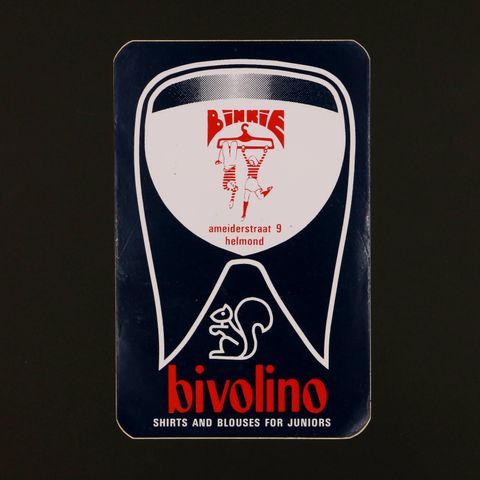 BINKIE
ameiderstraat 9
helmond
bivolino
SHIRTS AND BLOUSES FOR JUNIORS